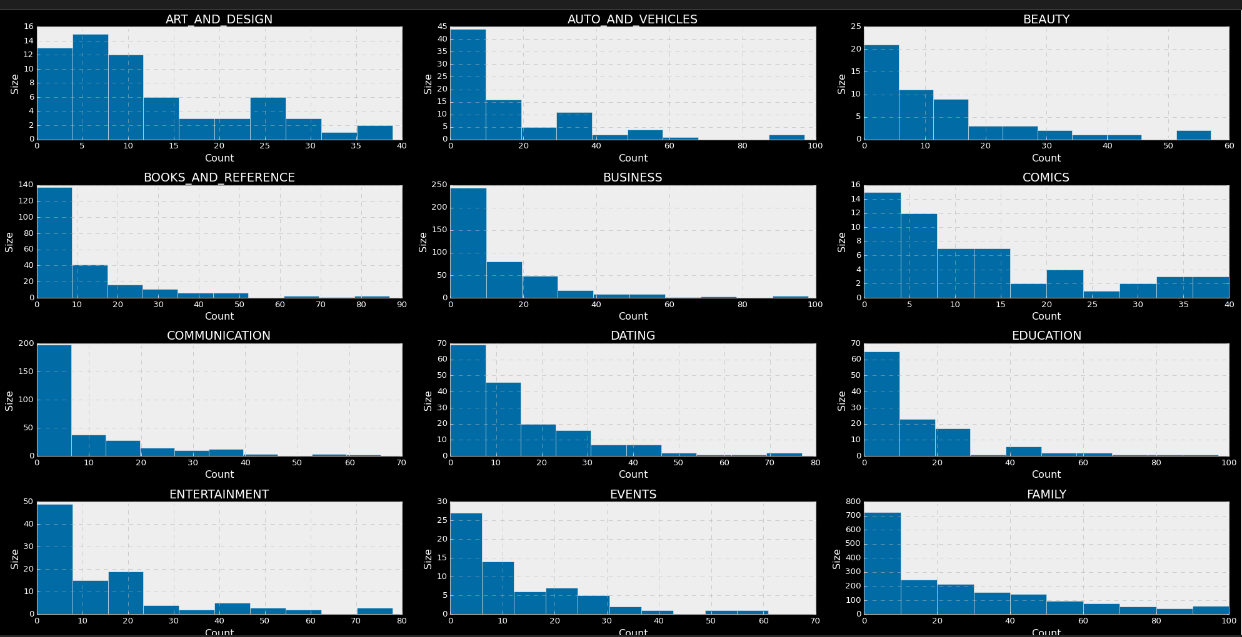 ART_AND_DESIGN AUTO_AND_VEHICLES BEAUTY
Size 16 14 12 10 8 6 4 2 0
0 5 10 15 20 25 30 35 40
Count
Size 45 40 35 30 25 20 15 10 5 0
0 20 40 60 80 100
Count
Size 25 20 15 10 5 0
0 10 20 30 40 50 60
Count
BOOKS_AND_REFERENCE BUSINESS COMICS
Size 140 120 100 80 60 40 20 0
0 10 20 30 40 50 60 70 80 90
Count
Size 250 200 150 100 50 0
0 20 40 60 80 100
Count
Size 16 14 12 10 8 6 4 2 0
0 5 10 15 20 25 30 35 40
Count
COMMUNICATION DATING EDUCATION
Size 200 150 100 50 0
0 10 20 30 40 50 60 70
Count
Size 70 60 50 40 30 20 10 0
0 10 20 30 40 50 60 70 80
Count
Size 70 60 50 40 30 20 10 0
0 20 40 60 80 100
Count
ENTERTAINMENT EVENTS FAMILY
Size 50 40 30 20 10 0
0 10 20 30 40 50 60 70 80
Count
Size 30 25 20 15 10 5 0
0 10 20 30 40 50 60 70
Count
Size 800 700 600 500 400 300 200 100 0
0 20 40 60 80 100
Count